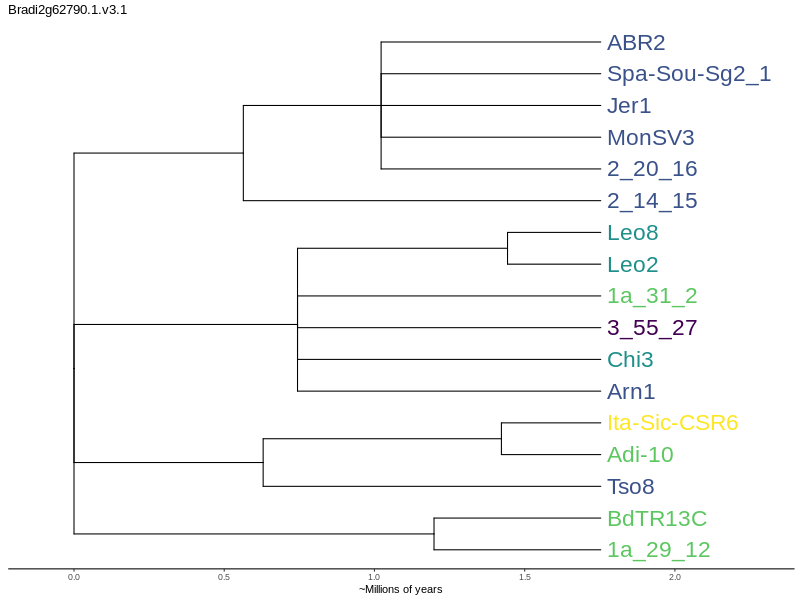 Bradi2g62790.1.v3.1
ABR2
Spa-Sou-Sg2_1
Jer1
MonSV3
2_20_16
2_14_15
Leo8
Leo2
1a_31_2
3_55_27
Chi3
Arn1
Ita-Sic-CSR6
Adi-10
Tso8
BdTR13C
1a_29_12
0.0 0.5 1.0 1.5 2.0
~Millions of years